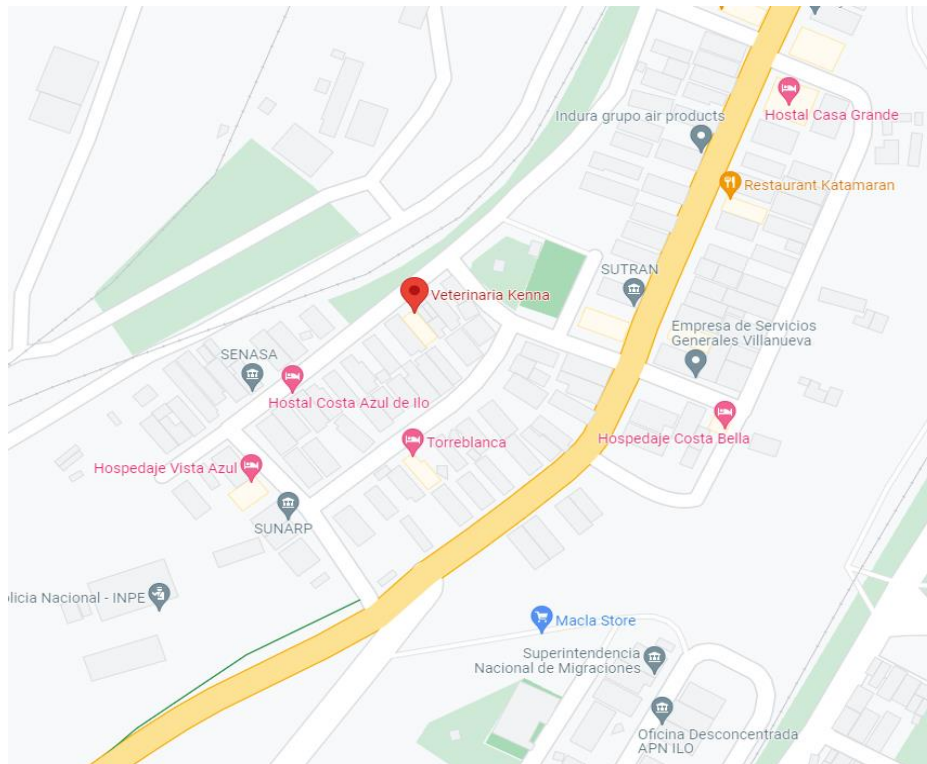 Hostal Casa Grande
Indura grupo air products
Restaurant Katamaran
SUTRAN
Veterinaria Kenna
Empresa de Servicios
Generales Villanueva
SENASA
Hostal Costa Azul de Ilo
Hospedaje Costa Bella
Torreblanca
Hospedaje Vista Azul
SUNARP
olicia Nacional - INPE
Macla Store
Superintendencia
Nacional de Migraciones
Oficina Desconcentrada
APN ILO